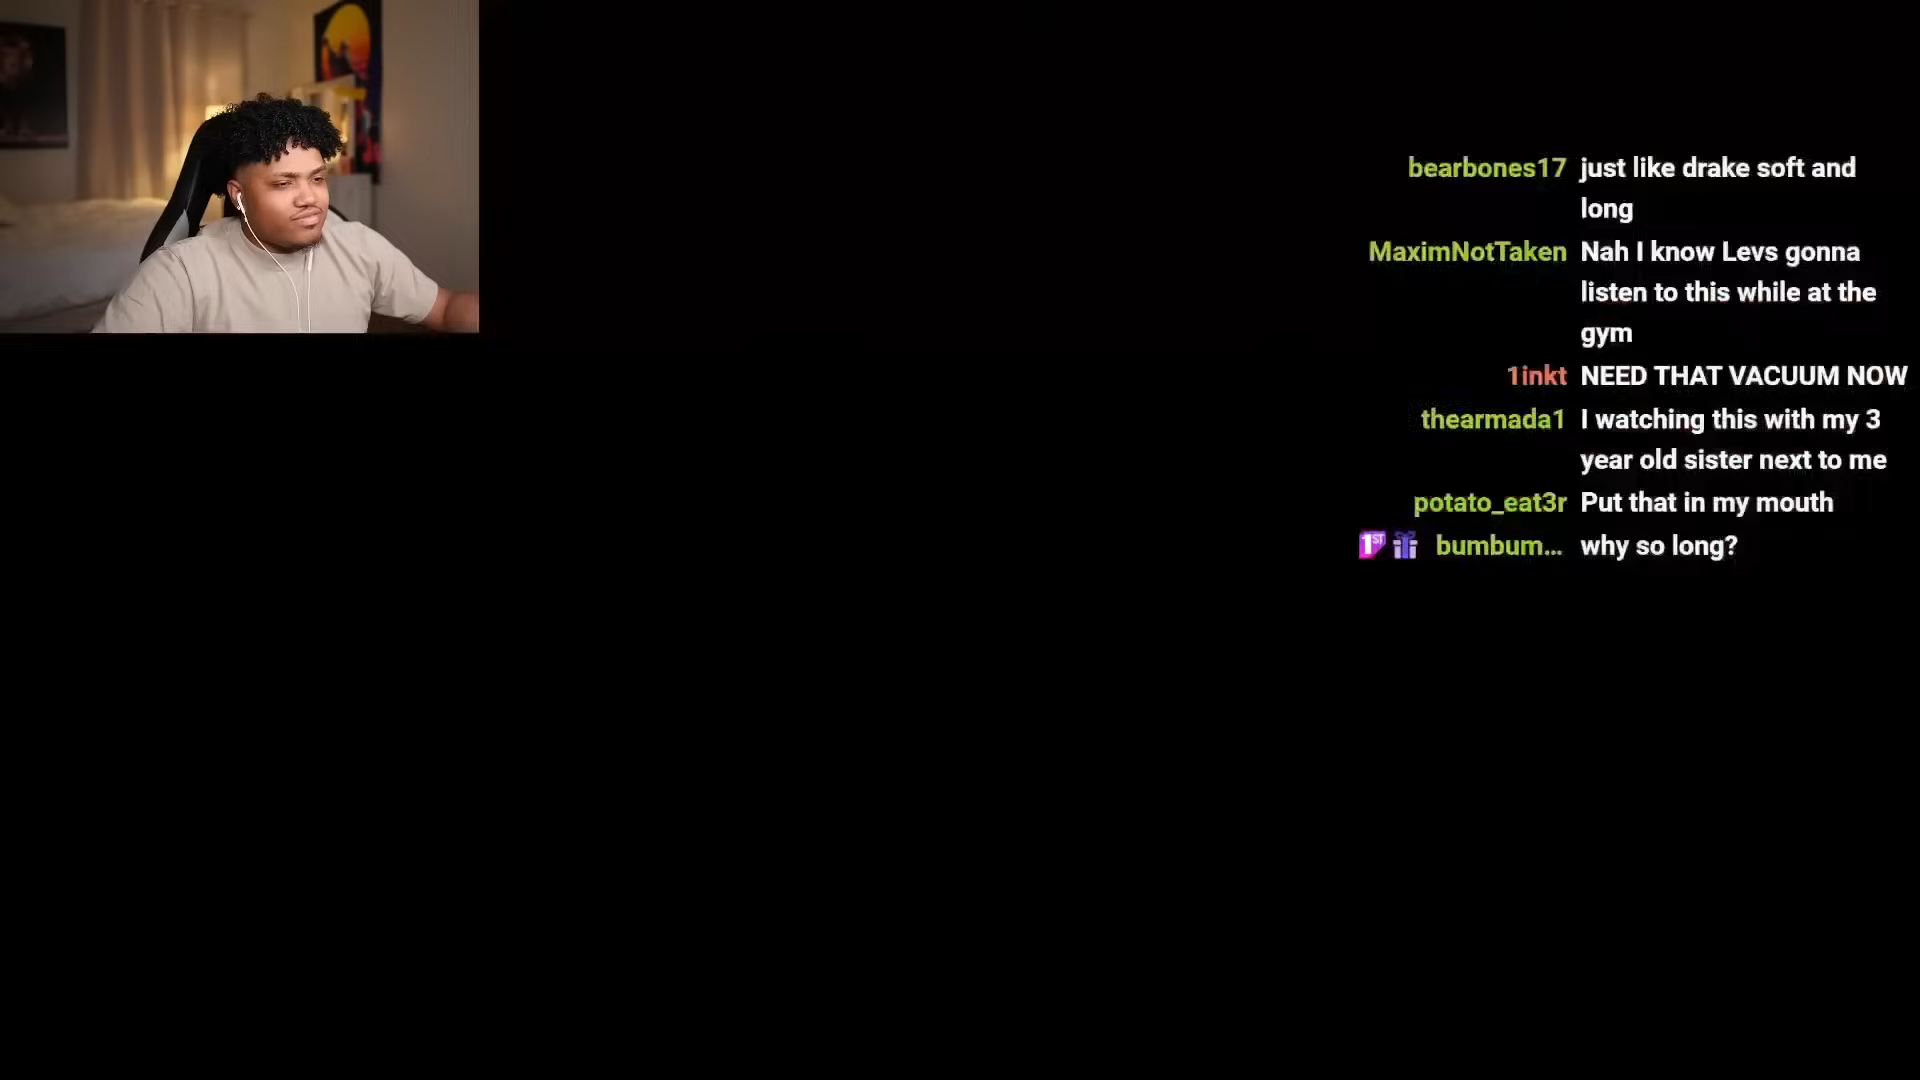 bearbones17 just like drake soft and
long
MaximNotTaken Nah I know Levs gonna
listen to this while at the
gym
1inkt NEED THAT VACUUM NOW
thearmada1 I watching this with my 3
year old sister next to me
potato_eat3r Put that in my mouth
1ST bumbum... why so long?